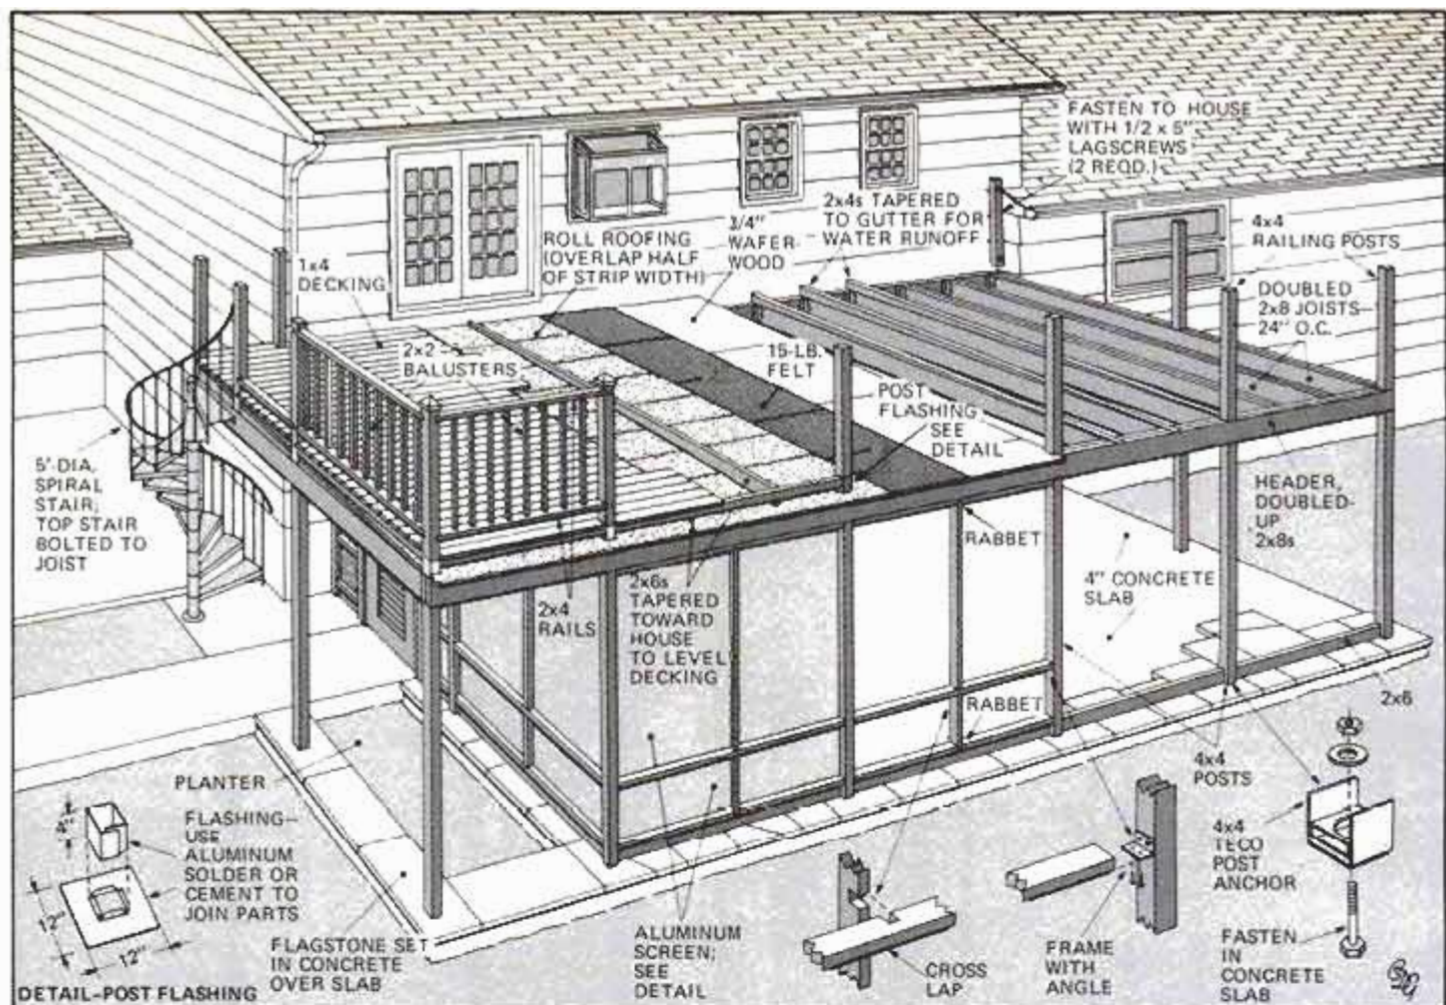 FASTEN TO HOUSE
WITH 1/2 x 5"
LAGSCREWS
(2 REQD.)
2x4s TAPERED
TO GUTTER FOR
WATER RUNOFF
3/4"
WAFER-
WOOD
ROLL ROOFING
(OVERLAP HALF
OF STRIP WIDTH)
1x4
DECKING
4x4
RAILING POSTS
DOUBLED
2x8 JOISTS
24" O.C.
2x2
BALUSTERS
15-LB.
FELT
POST
FLASHING
SEE
DETAIL
5'-DIA.
SPIRAL
STAIR;
TOP STAIR
BOLTED TO
JOIST
HEADER,
DOUBLED-
UP
2x8s
RABBET
4" CONCRETE
SLAB
2x4
RAILS
2x6s
TAPERED
TOWARD
HOUSE
TO LEVEL
DECKING
RABBET
2x6
4x4
POSTS
PLANTER
FLASHING—
USE
ALUMINUM
SOLDER OR
CEMENT TO
JOIN PARTS
12"
12"
4x4
TECO
POST
ANCHOR
FLAGSTONE SET
IN CONCRETE
OVER SLAB
ALUMINUM
SCREEN;
SEE
DETAIL
CROSS
LAP
FRAME
WITH
ANGLE
FASTEN
IN
CONCRETE
SLAB
DETAIL-POST FLASHING